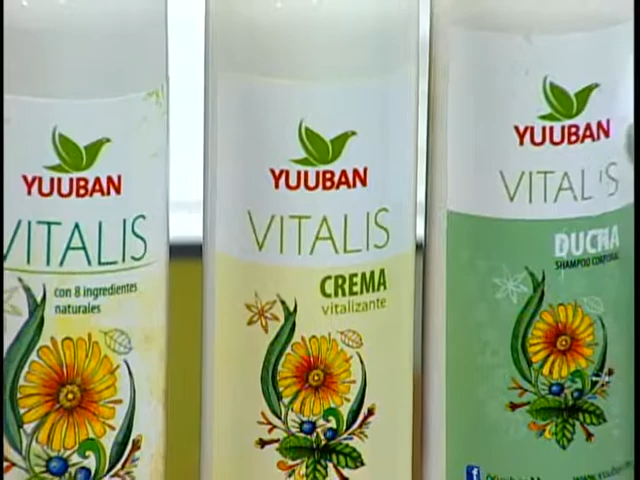 YUUBAN
VITALIS
con 8 ingredientes
naturales
YUUBAN
VITALIS
CREMA
vitalizante
YUUBAN
VITALIS
DUCHA
SHAMPOO CORPORAL